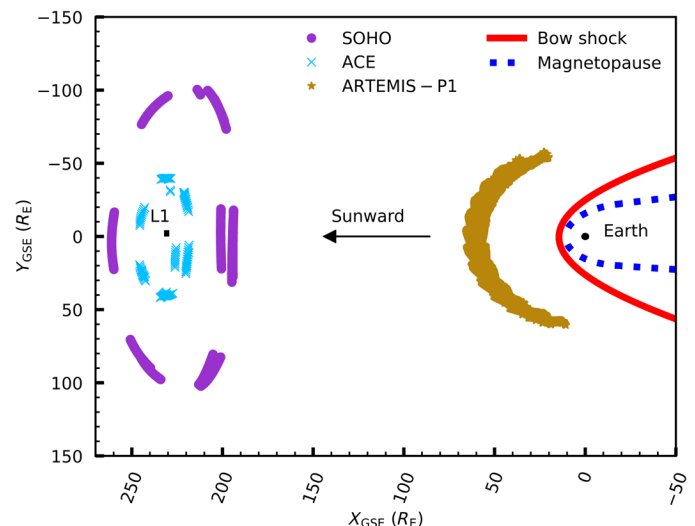 SOHO
ACE
ARTEMIS − P1
Bow shock
Magnetopause
−150
−100
−50
0
50
100
150
Y_GSE (R_E)
L1
Sunward
Earth
250
200
150
100
50
0
−50
X_GSE (R_E)